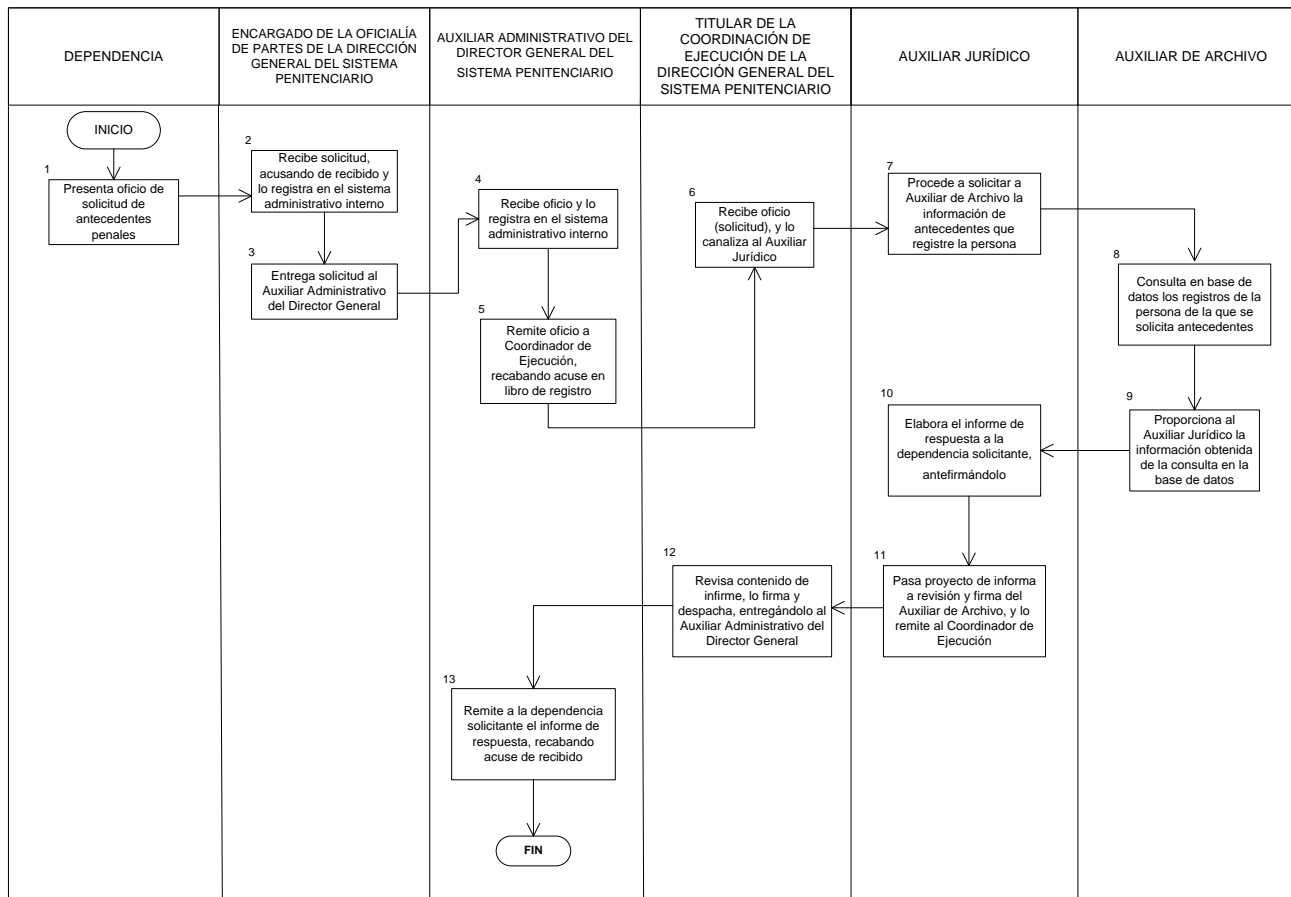 DEPENDENCIA
ENCARGADO DE LA OFICIALÍA
DE PARTES DE LA DIRECCIÓN
GENERAL DEL SISTEMA
PENITENCIARIO
AUXILIAR ADMINISTRATIVO DEL
DIRECTOR GENERAL DEL
SISTEMA PENITENCIARIO
TITULAR DE LA
COORDINACIÓN DE
EJECUCIÓN DE LA
DIRECCIÓN GENERAL DEL
SISTEMA PENITENCIARIO
AUXILIAR JURÍDICO
AUXILIAR DE ARCHIVO
INICIO
1
Presenta oficio de
solicitud de
antecedentes
penales
2
Recibe solicitud,
acusando de recibido y
lo registra en el sistema
administrativo interno
3
Entrega solicitud al
Auxiliar Administrativo
del Director General
4
Recibe oficio y lo
registra en el sistema
administrativo interno
5
Remite oficio a
Coordinador de
Ejecución,
recabando acuse en
libro de registro
6
Recibe oficio
(solicitud), y lo
canaliza al Auxiliar
Jurídico
7
Procede a solicitar a
Auxiliar de Archivo la
información de
antecedentes que
registre la persona
8
Consulta en base de
datos los registros de la
persona de la que se
solicita antecedentes
9
Proporciona al
Auxiliar Jurídico la
información obtenida
de la consulta en la
base de datos
10
Elabora el informe de
respuesta a la
dependencia solicitante,
antefirmándolo
11
Pasa proyecto de informa
a revisión y firma del
Auxiliar de Archivo, y lo
remite al Coordinador de
Ejecución
12
Revisa contenido de
infirme, lo firma y
despacha, entregándolo al
Auxiliar Administrativo del
Director General
13
Remite a la dependencia
solicitante el informe de
respuesta, recabando
acuse de recibido
FIN